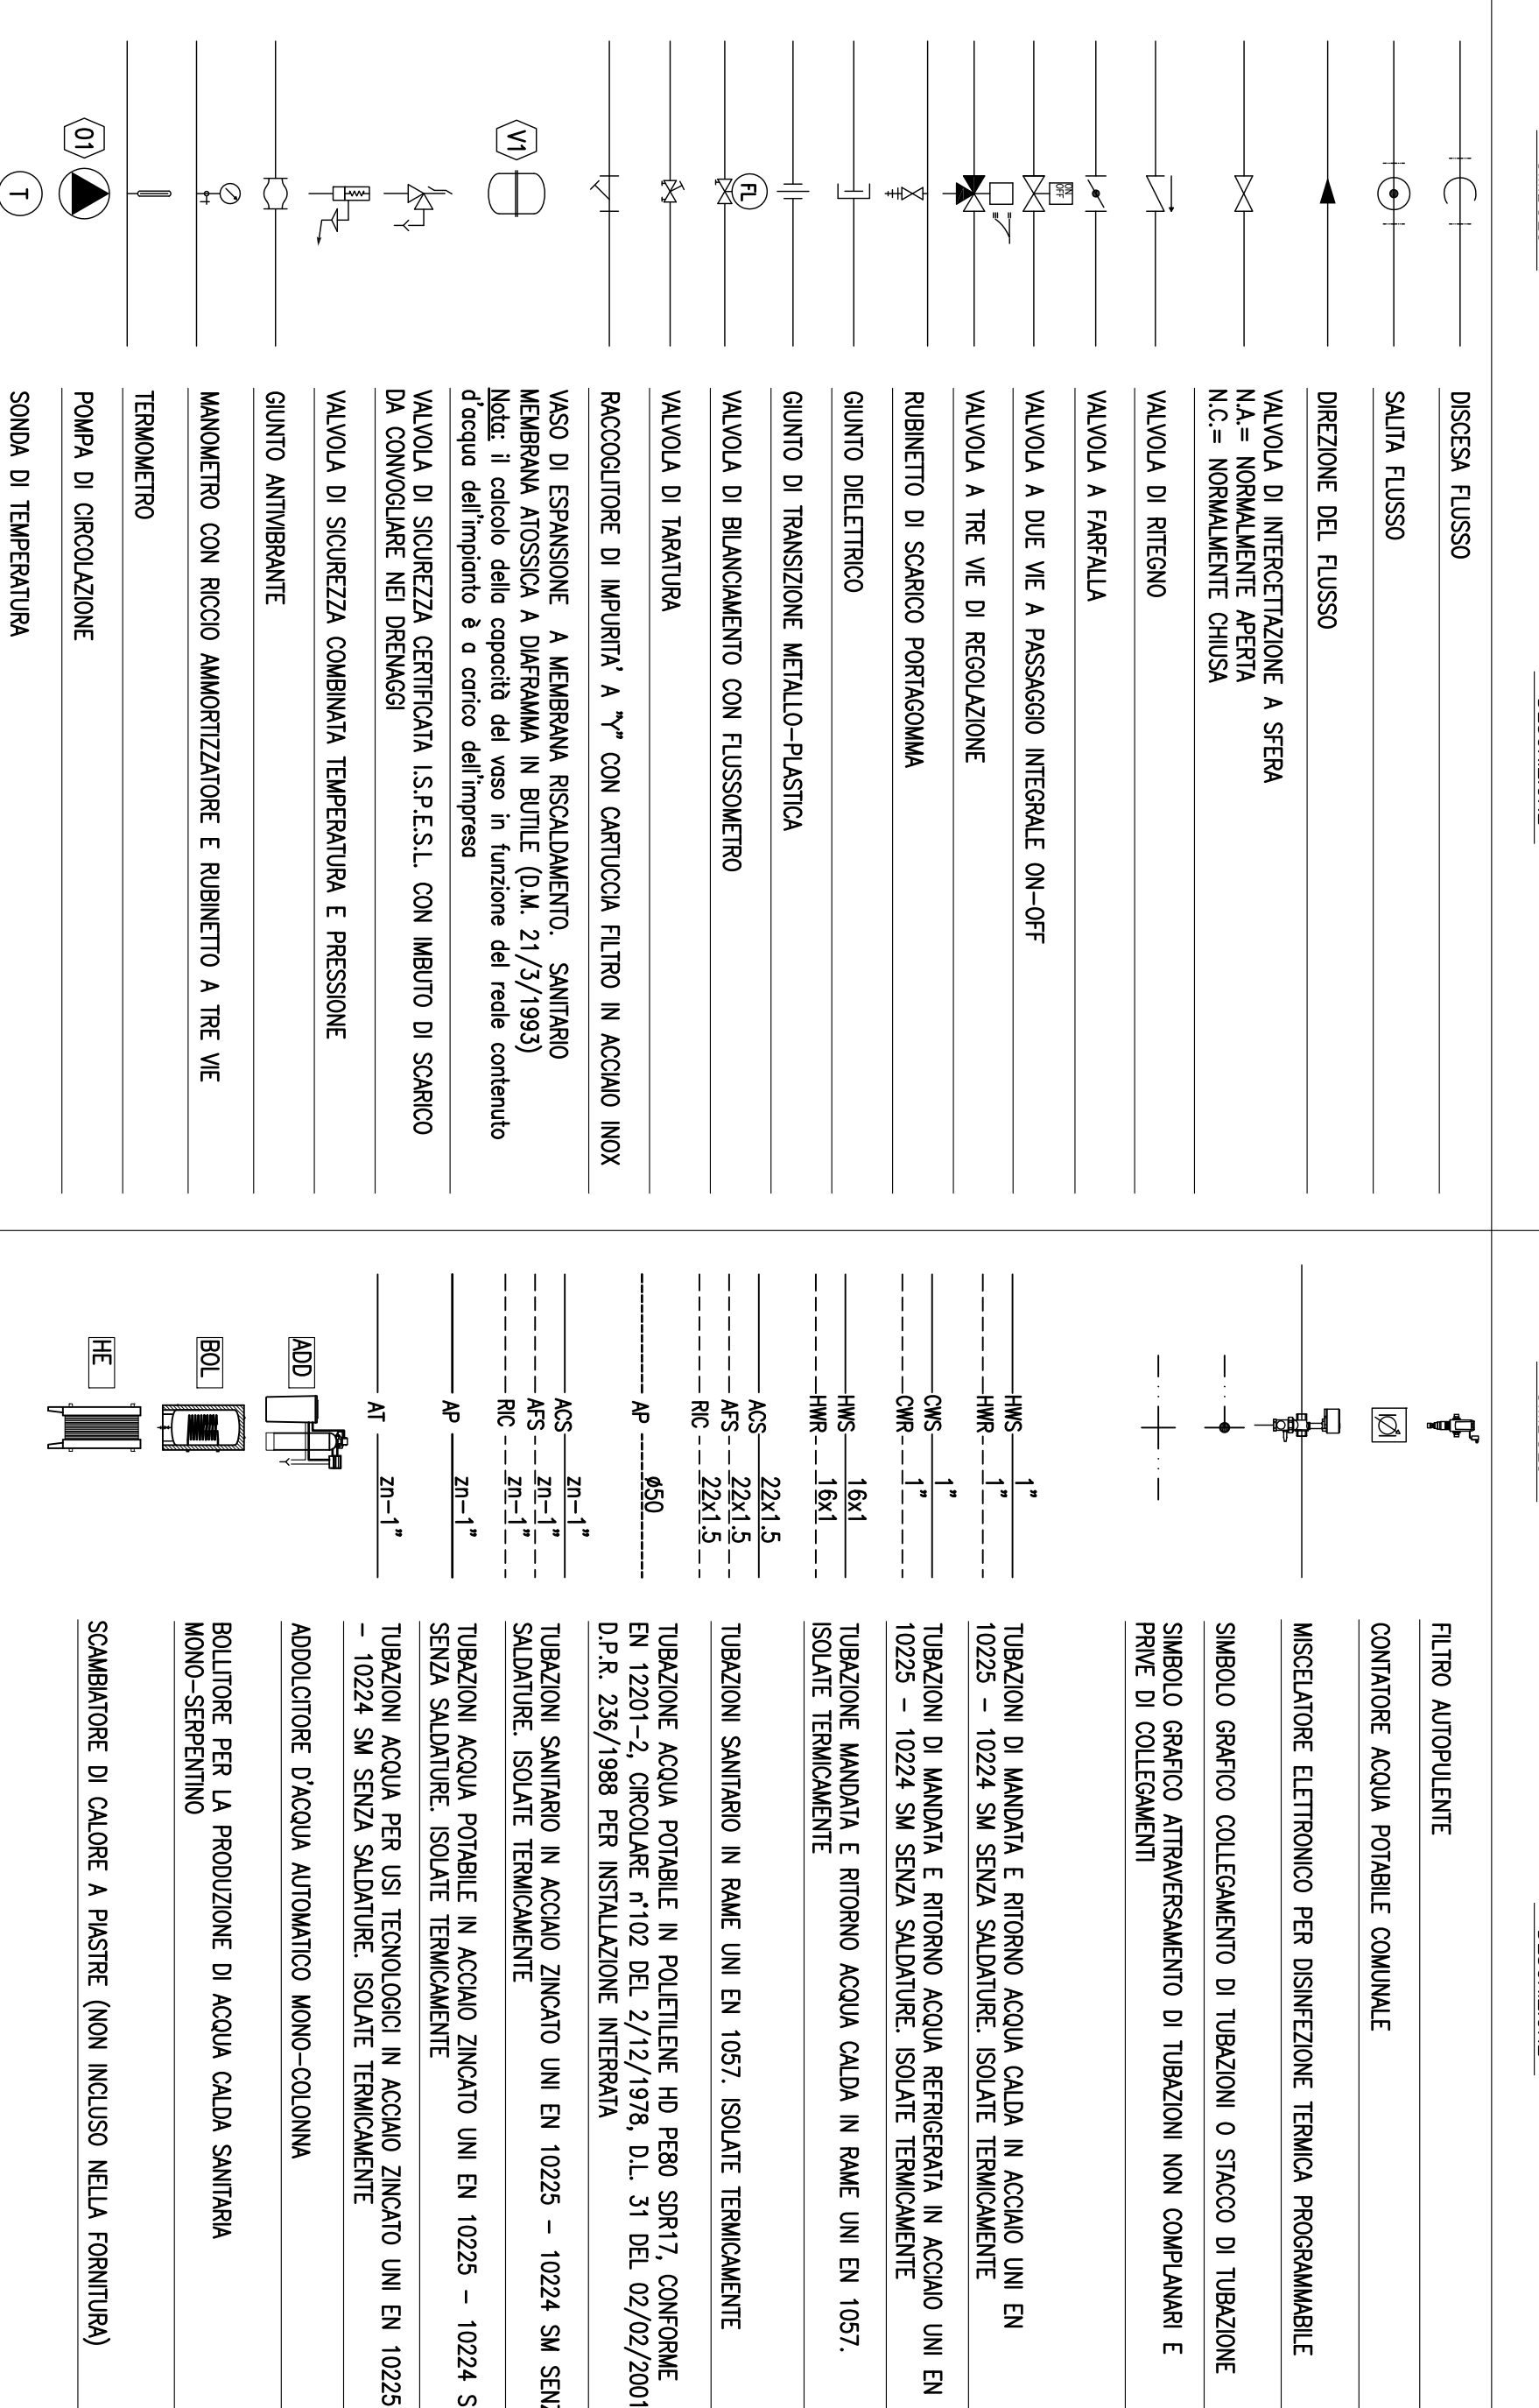 DISCESA FLUSSO
SALITA FLUSSO
DIREZIONE DEL FLUSSO
VALVOLA DI INTERCETTAZIONE A SFERA
N.A.= NORMALMENTE APERTA
N.C.= NORMALMENTE CHIUSA
VALVOLA DI RITEGNO
VALVOLA A FARFALLA
ON
OFF
VALVOLA A DUE VIE A PASSAGGIO INTEGRALE ON-OFF
VALVOLA A TRE VIE DI REGOLAZIONE
RUBINETTO DI SCARICO PORTAGOMMA
GIUNTO DIELETTRICO
GIUNTO DI TRANSIZIONE METALLO-PLASTICA
FL
VALVOLA DI BILANCIAMENTO CON FLUSSOMETRO
VALVOLA DI TARATURA
RACCOGLITORE DI IMPURITA' A "Y" CON CARTUCCIA FILTRO IN ACCIAIO INOX
V1
VASO DI ESPANSIONE A MEMBRANA RISCALDAMENTO. SANITARIO
MEMBRANA ATOSSICA A DIAFRAMMA IN BUTILE (D.M. 21/3/1993)
Nota: il calcolo della capacità del vaso in funzione del reale contenuto
d'acqua dell'impianto è a carico dell'impresa
VALVOLA DI SICUREZZA CERTIFICATA I.S.P.E.S.L. CON IMBUTO DI SCARICO
DA CONVOGLIARE NEI DRENAGGI
VALVOLA DI SICUREZZA COMBINATA TEMPERATURA E PRESSIONE
GIUNTO ANTIVIBRANTE
MANOMETRO CON RICCIO AMMORTIZZATORE E RUBINETTO A TRE VIE
TERMOMETRO
01
POMPA DI CIRCOLAZIONE
T
SONDA DI TEMPERATURA
FILTRO AUTOPULENTE
CONTATORE ACQUA POTABILE COMUNALE
MISCELATORE ELETTRONICO PER DISINFEZIONE TERMICA PROGRAMMABILE
SIMBOLO GRAFICO COLLEGAMENTO DI TUBAZIONI O STACCO DI TUBAZIONE
SIMBOLO GRAFICO ATTRAVERSAMENTO DI TUBAZIONI NON COMPLANARI E
PRIVE DI COLLEGAMENTI
HWS 1"
HWR 1"
TUBAZIONI DI MANDATA E RITORNO ACQUA CALDA IN ACCIAIO UNI EN
10225 - 10224 SM SENZA SALDATURE. ISOLATE TERMICAMENTE
CWS 1"
CWR 1"
TUBAZIONI DI MANDATA E RITORNO ACQUA REFRIGERATA IN ACCIAIO UNI EN
10225 - 10224 SM SENZA SALDATURE. ISOLATE TERMICAMENTE
HWS 16x1
HWR 16x1
TUBAZIONE MANDATA E RITORNO ACQUA CALDA IN RAME UNI EN 1057.
ISOLATE TERMICAMENTE
ACS 22x1.5
AFS 22x1.5
RIC 22x1.5
TUBAZIONI SANITARIO IN RAME UNI EN 1057. ISOLATE TERMICAMENTE
AP ø50
TUBAZIONE ACQUA POTABILE IN POLIETILENE HD PE80 SDR17, CONFORME
EN 12201-2, CIRCOLARE n°102 DEL 2/12/1978, D.L. 31 DEL 02/02/2001
D.P.R. 236/1988 PER INSTALLAZIONE INTERRATA
ACS zn-1"
AFS zn-1"
RIC zn-1"
TUBAZIONI SANITARIO IN ACCIAIO ZINCATO UNI EN 10225 - 10224 SM SENZ
SALDATURE. ISOLATE TERMICAMENTE
AP zn-1"
TUBAZIONI ACQUA POTABILE IN ACCIAIO ZINCATO UNI EN 10225 - 10224 S
SENZA SALDATURE. ISOLATE TERMICAMENTE
AT zn-1"
TUBAZIONI ACQUA PER USI TECNOLOGICI IN ACCIAIO ZINCATO UNI EN 10225
- 10224 SM SENZA SALDATURE. ISOLATE TERMICAMENTE
ADD
ADDOLCITORE D'ACQUA AUTOMATICO MONO-COLONNA
BOL
BOLLITORE PER LA PRODUZIONE DI ACQUA CALDA SANITARIA
MONO-SERPENTINO
HE
SCAMBIATORE DI CALORE A PIASTRE (NON INCLUSO NELLA FORNITURA)